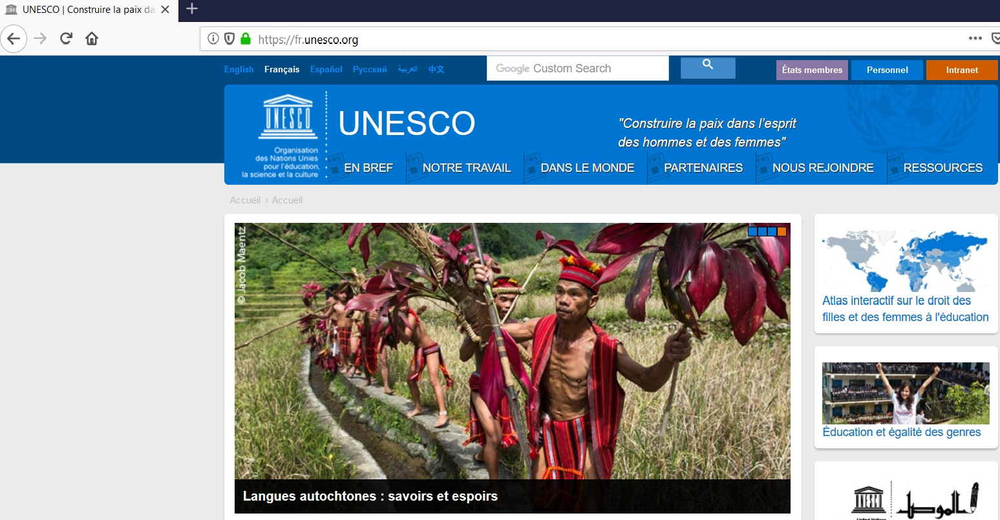 UNESCO | Construire la paix da
https://fr.unesco.org
English Français Español Русский العربية 中文
Google Custom Search
États membres Personnel Intranet
UNESCO
Organisation
des Nations Unies
pour l'éducation,
la science et la culture
UNESCO
"Construire la paix dans l'esprit
des hommes et des femmes"
EN BREF NOTRE TRAVAIL DANS LE MONDE PARTENAIRES NOUS REJOINDRE RESSOURCES
Accueil › Accueil
© Jacob Maentz
Langues autochtones : savoirs et espoirs
Atlas interactif sur le droit des
filles et des femmes à l'éducation
Éducation et égalité des genres
UNESCO
الموصل